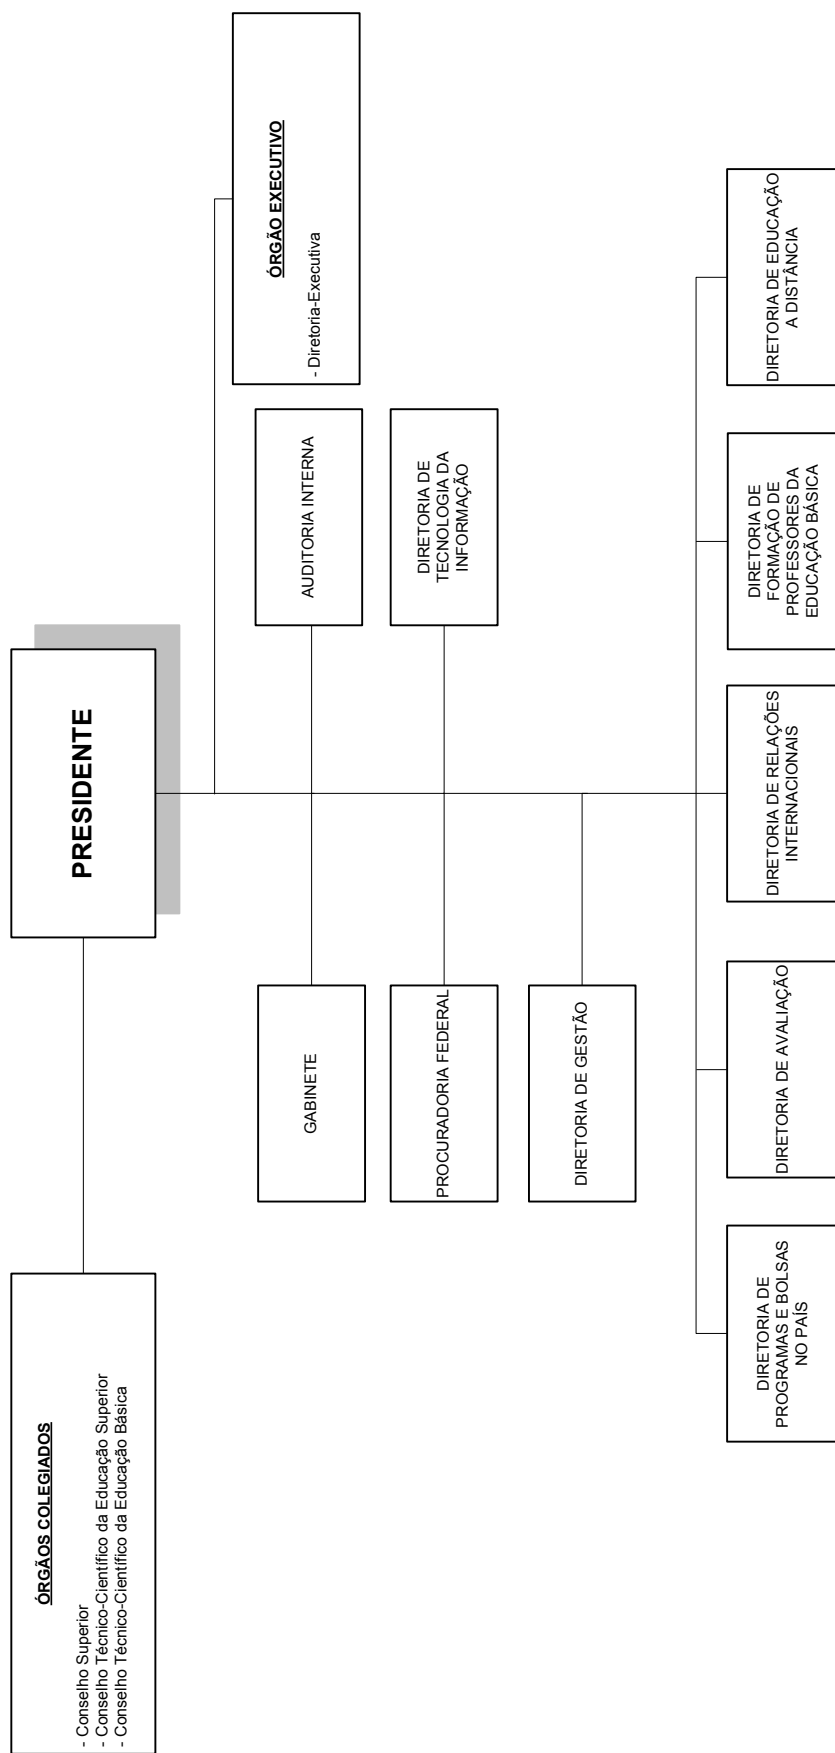 ÓRGÃOS COLEGIADOS
- Conselho Superior
- Conselho Técnico-Científico da Educação Superior
- Conselho Técnico-Científico da Educação Básica
PRESIDENTE
ÓRGÃO EXECUTIVO
- Diretoria-Executiva
GABINETE
AUDITORIA INTERNA
PROCURADORIA FEDERAL
DIRETORIA DE
TECNOLOGIA DA
INFORMAÇÃO
DIRETORIA DE GESTÃO
DIRETORIA DE
PROGRAMAS E BOLSAS
NO PAÍS
DIRETORIA DE AVALIAÇÃO
DIRETORIA DE RELAÇÕES
INTERNACIONAIS
DIRETORIA DE
FORMAÇÃO DE
PROFESSORES DA
EDUCAÇÃO BÁSICA
DIRETORIA DE EDUCAÇÃO
A DISTÂNCIA